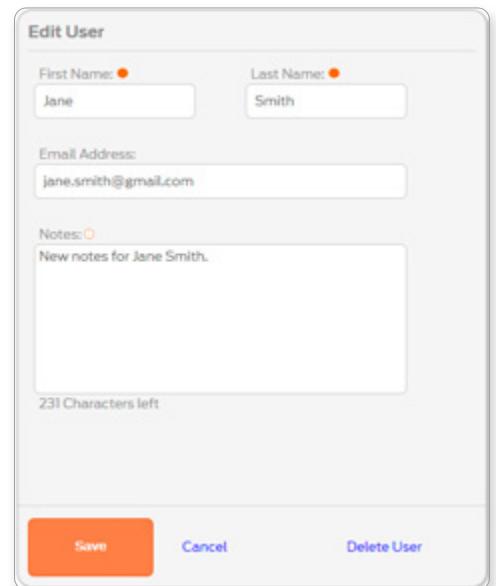 Edit User
First Name: Last Name:
Jane Smith
Email Address:
jane.smith@gmail.com
Notes:
New notes for Jane Smith.
231 Characters left
Save Cancel Delete User